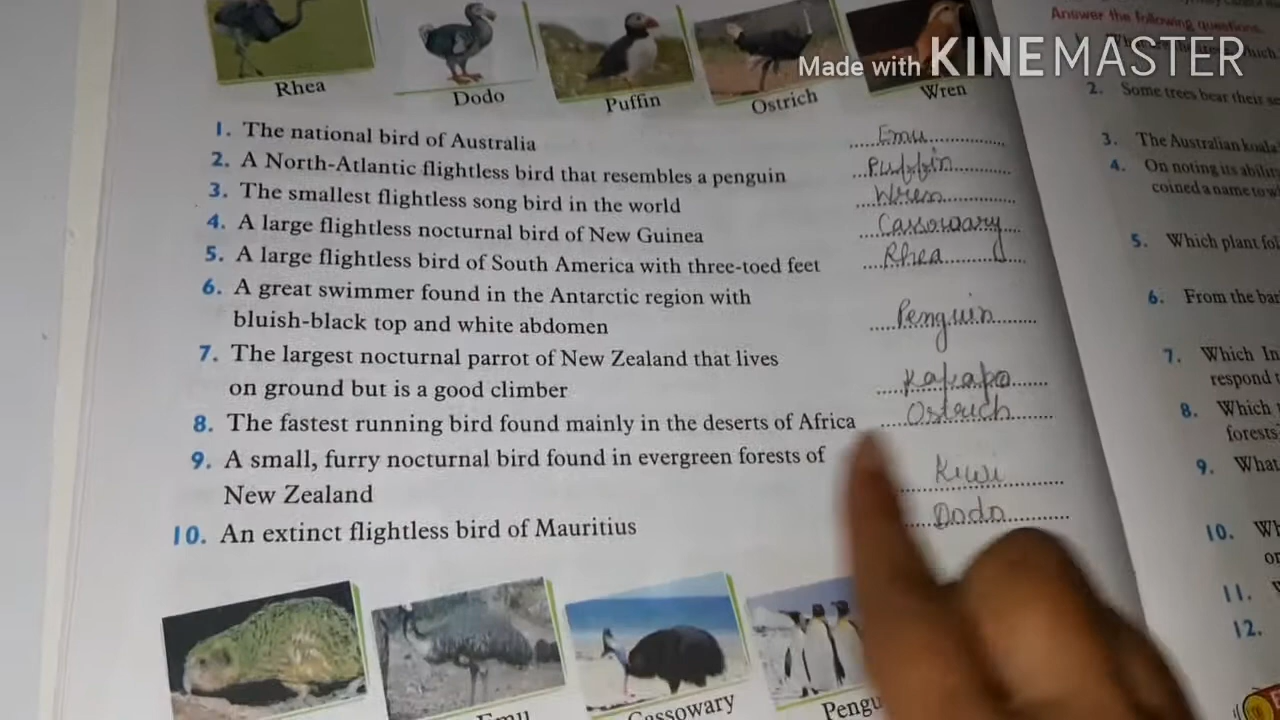 Made with KINEMASTER
Rhea
Dodo
Puffin
Ostrich
Wren
1. The national bird of Australia Emu
2. A North-Atlantic flightless bird that resembles a penguin Puffin
3. The smallest flightless song bird in the world Wren
4. A large flightless nocturnal bird of New Guinea Cassowary
5. A large flightless bird of South America with three-toed feet Rhea
6. A great swimmer found in the Antarctic region with
bluish-black top and white abdomen Penguin
7. The largest nocturnal parrot of New Zealand that lives
on ground but is a good climber Kakapo
8. The fastest running bird found mainly in the deserts of Africa Ostrich
9. A small, furry nocturnal bird found in evergreen forests of
New Zealand Kiwi
10. An extinct flightless bird of Mauritius Dodo
Emu
Cassowary
Pengu
Answer the following questions.
2. Some trees bear their
3. The Australian koala
4. On noting its
coined a name to
5. Which plant
6. From the
7. Which
respond
8. Which
forests
9. What
10.
11.
12.